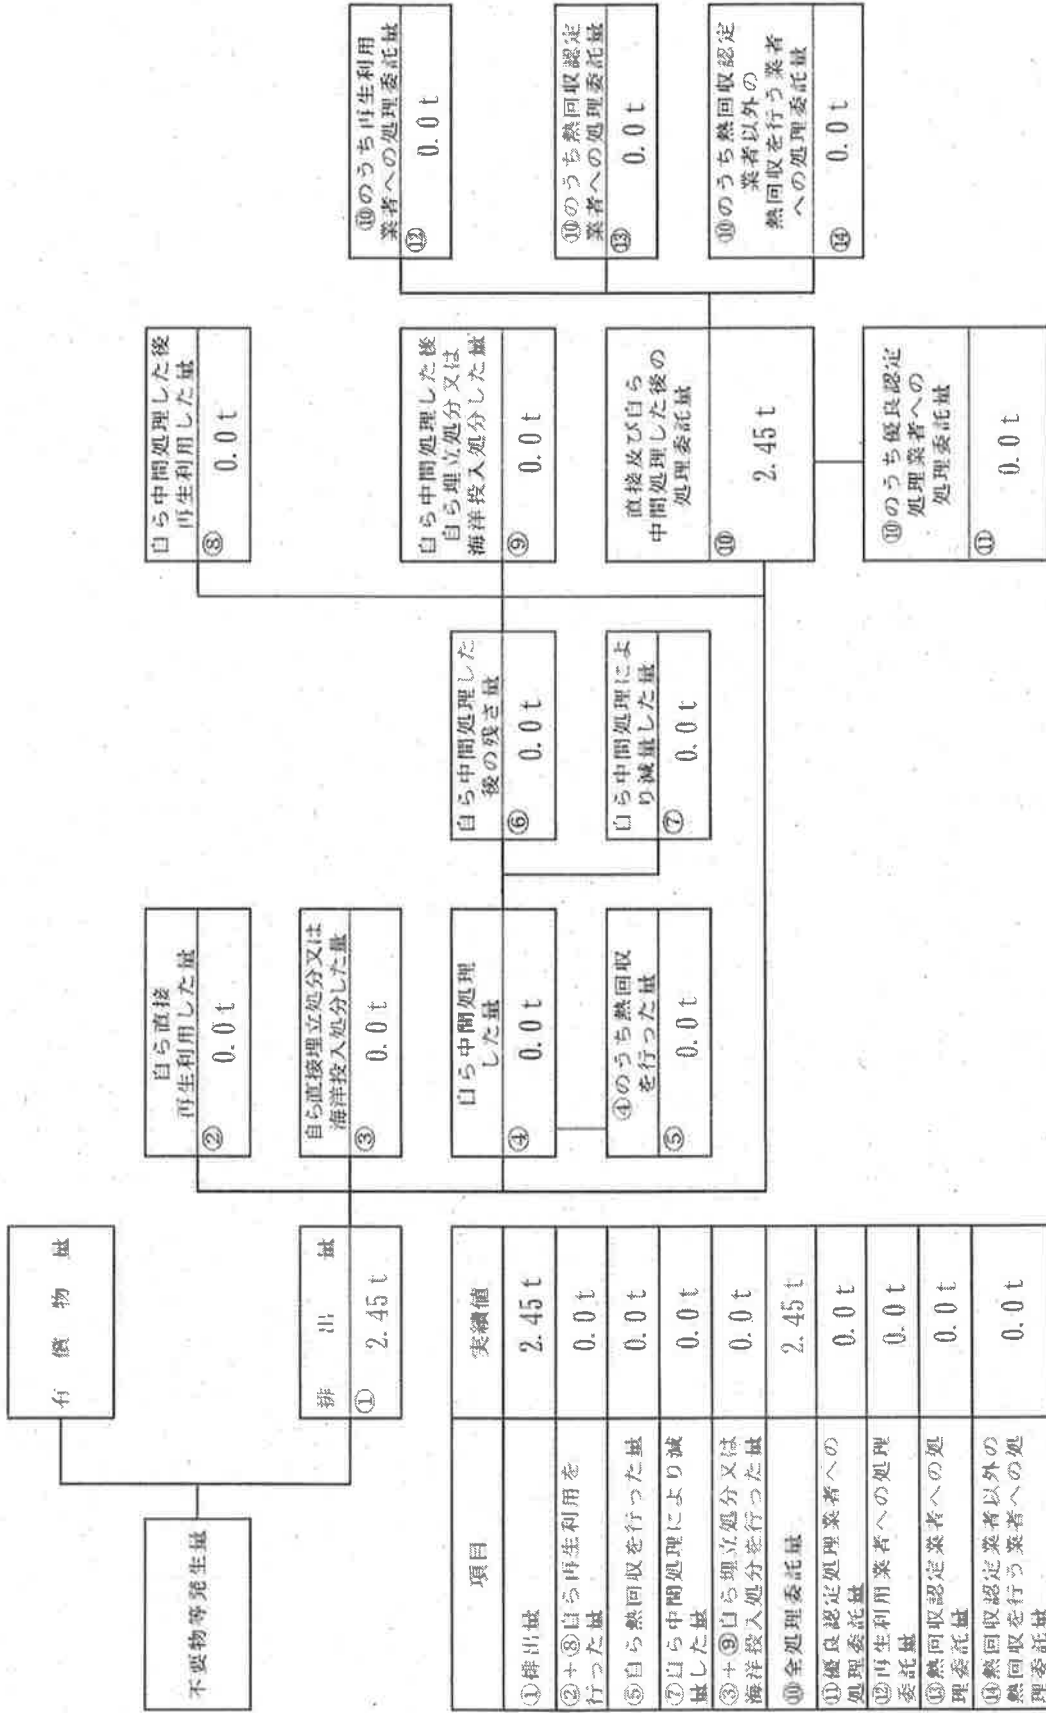 不要物等発生量
有償物量
排出量
① 2.45 t
自ら直接
再生利用した量
② 0.0 t
自ら直接埋立処分又は
海洋投入処分した量
③ 0.0 t
自ら中間処理
した量
④ 0.0 t
④のうち熱回収
を行った量
⑤ 0.0 t
自ら中間処理した
後の残さ量
⑥ 0.0 t
自ら中間処理によ
り減量した量
⑦ 0.0 t
自ら中間処理した後
再生利用した量
⑧ 0.0 t
自ら中間処理した後
自ら埋立処分又は
海洋投入処分した量
⑨ 0.0 t
直接及び自ら
中間処理した後の
処理委託量
⑩ 2.45 t
⑩のうち優良認定
処理業者への
処理委託量
⑪ 0.0 t
⑩のうち再生利用
業者への処理委託量
⑫ 0.0 t
⑩のうち熱回収認定
業者への処理委託量
⑬ 0.0 t
⑩のうち熱回収認定
業者以外の
熱回収を行う業者
への処理委託量
⑭ 0.0 t
項目 実績値
①排出量 2.45 t
②+⑧自ら再生利用を
行った量 0.0 t
⑤自ら熱回収を行った量 0.0 t
⑦自ら中間処理により減
量した量 0.0 t
③+⑨自ら埋立処分又は
海洋投入処分を行った量 0.0 t
⑩全処理委託量 2.45 t
⑪優良認定処理業者への
処理委託量 0.0 t
⑫再生利用業者への処理
委託量 0.0 t
⑬熱回収認定業者への処
理委託量 0.0 t
⑭熱回収認定業者以外の
熱回収を行う業者への処
理委託量 0.0 t